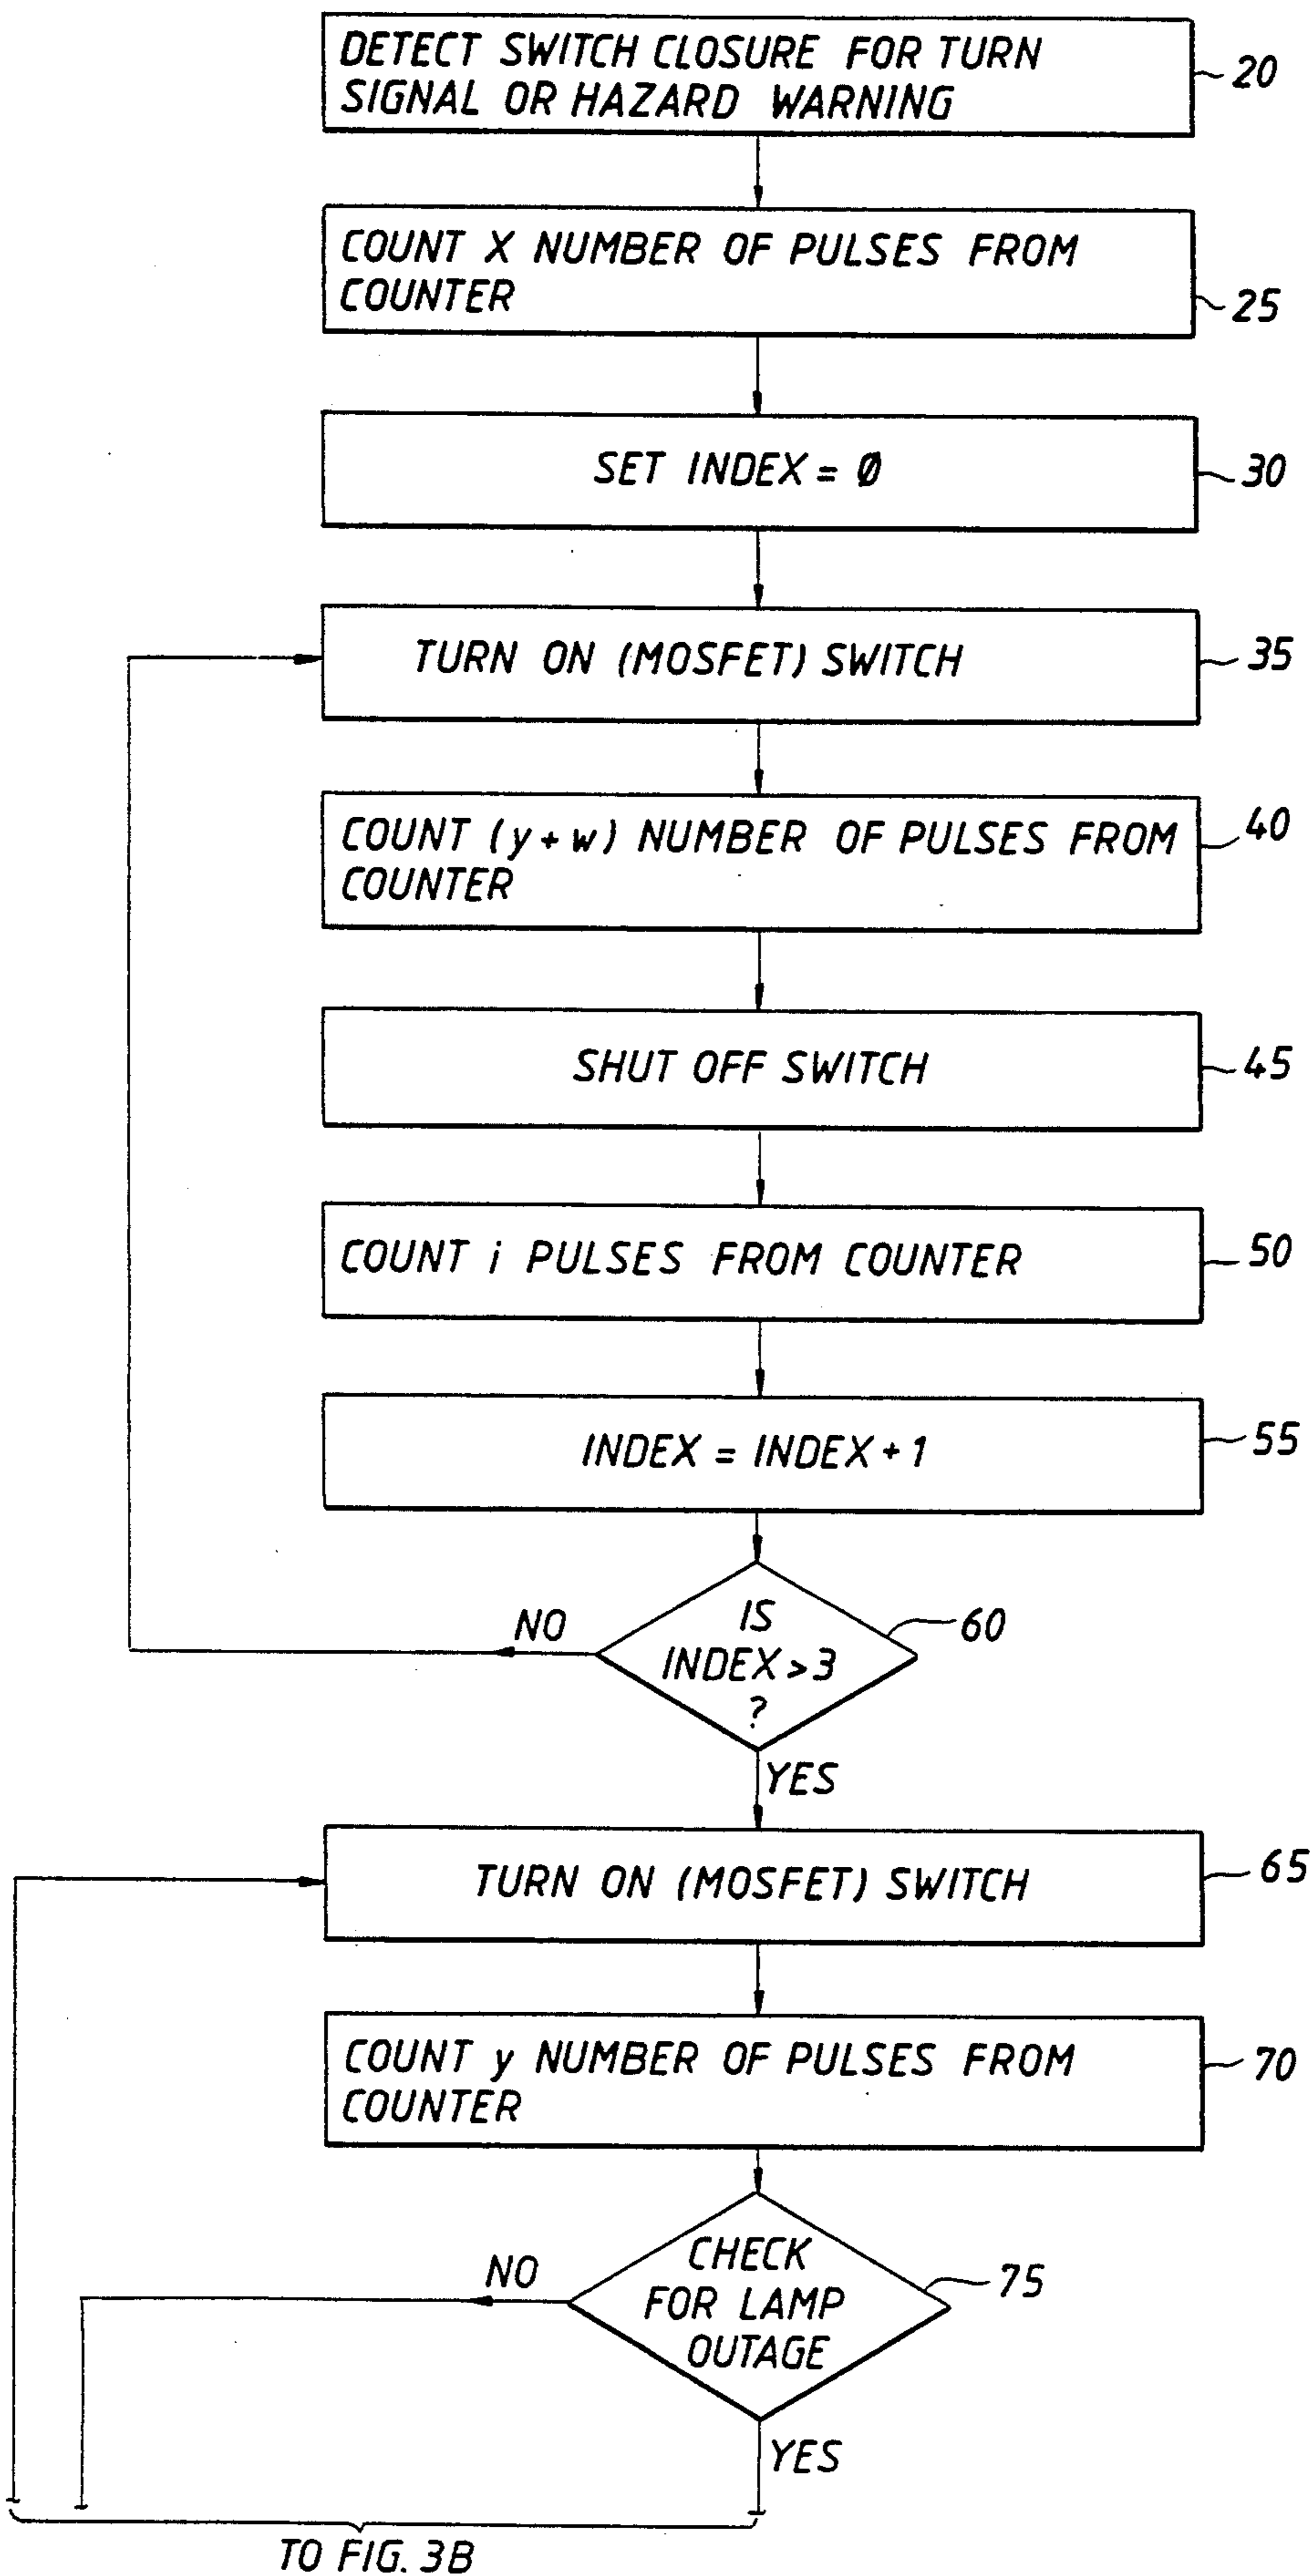 DETECT SWITCH CLOSURE FOR TURN
SIGNAL OR HAZARD WARNING
20
COUNT X NUMBER OF PULSES FROM
COUNTER
25
SET INDEX = Ø
30
TURN ON (MOSFET) SWITCH
35
COUNT (y + w) NUMBER OF PULSES FROM
COUNTER
40
SHUT OFF SWITCH
45
COUNT i PULSES FROM COUNTER
50
INDEX = INDEX + 1
55
IS
INDEX > 3
?
60
NO
YES
TURN ON (MOSFET) SWITCH
65
COUNT y NUMBER OF PULSES FROM
COUNTER
70
CHECK
FOR LAMP
OUTAGE
75
NO
YES
TO FIG. 3B